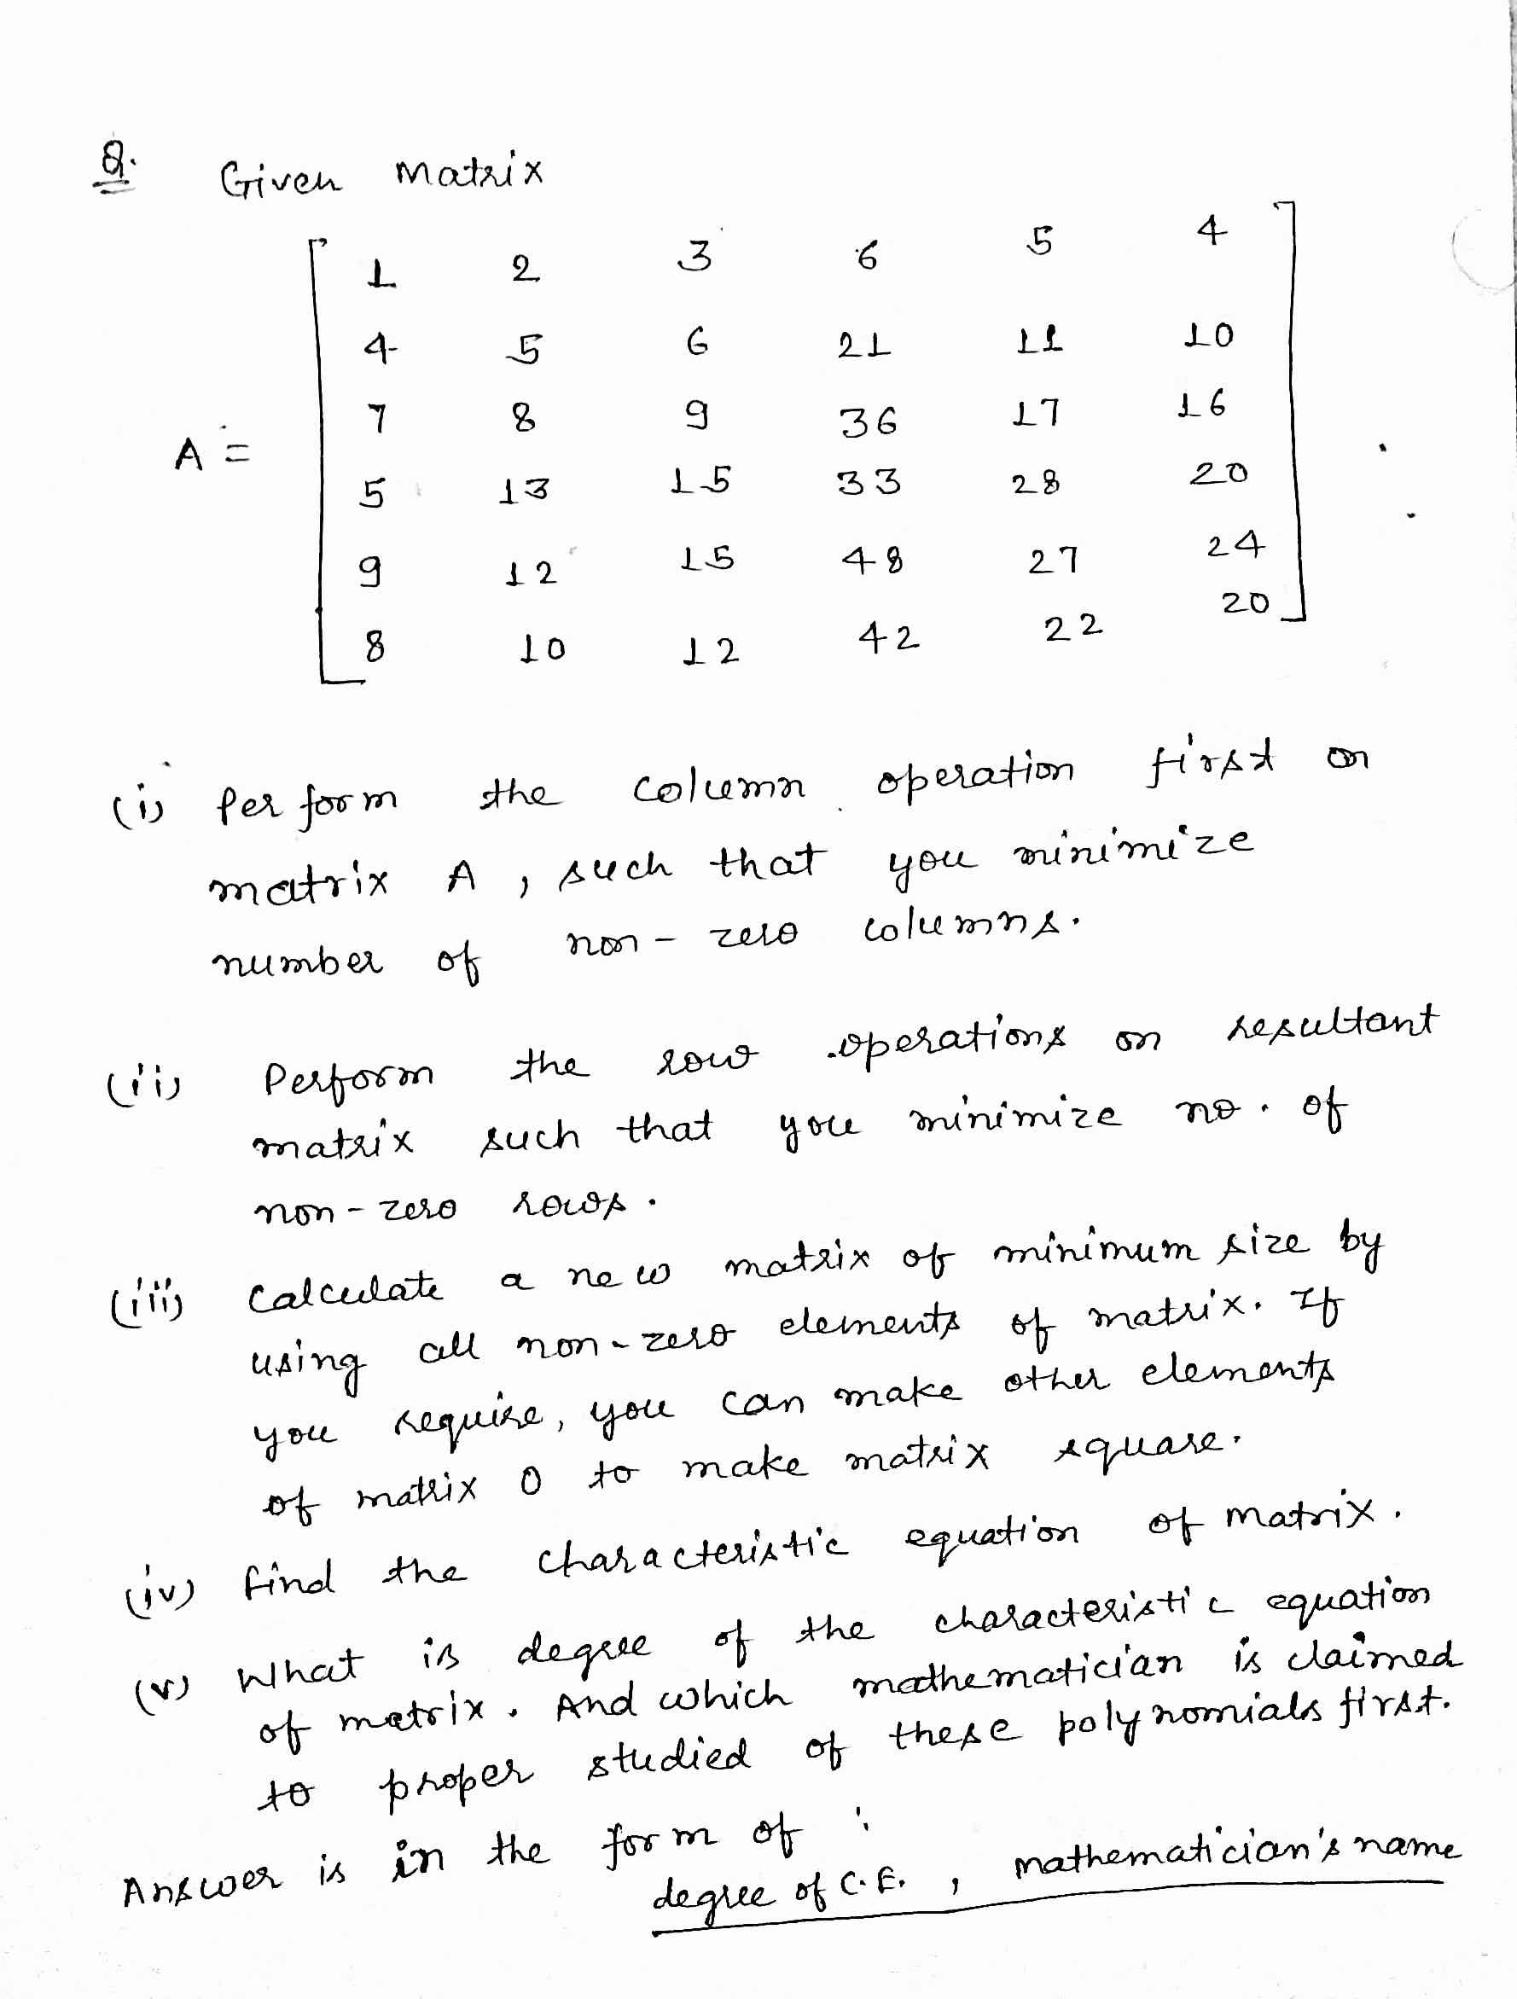 Q. Given Matrix
1 2 3 6 5 4
4 5 6 21 11 10
7 8 9 36 17 16
A =
5 13 15 33 28 20
9 12 15 48 27 24
8 10 12 42 22 20
(i) Perform the column operation first on
matrix A , such that you minimize
number of non-zero columns.
(ii) Perform the row operations on resultant
matrix such that you minimize no. of
non-zero rows.
(iii) Calculate a new matrix of minimum size by
using all non-zero elements of matrix. If
you require, you can make other elements
of matrix 0 to make matrix square.
(iv) find the characteristic equation of matrix.
(v) What is degree of the characteristic equation
of matrix. And which mathematician is claimed
to proper studied of these polynomials first.
Answer is in the form of :
degree of C.E. , mathematician's name